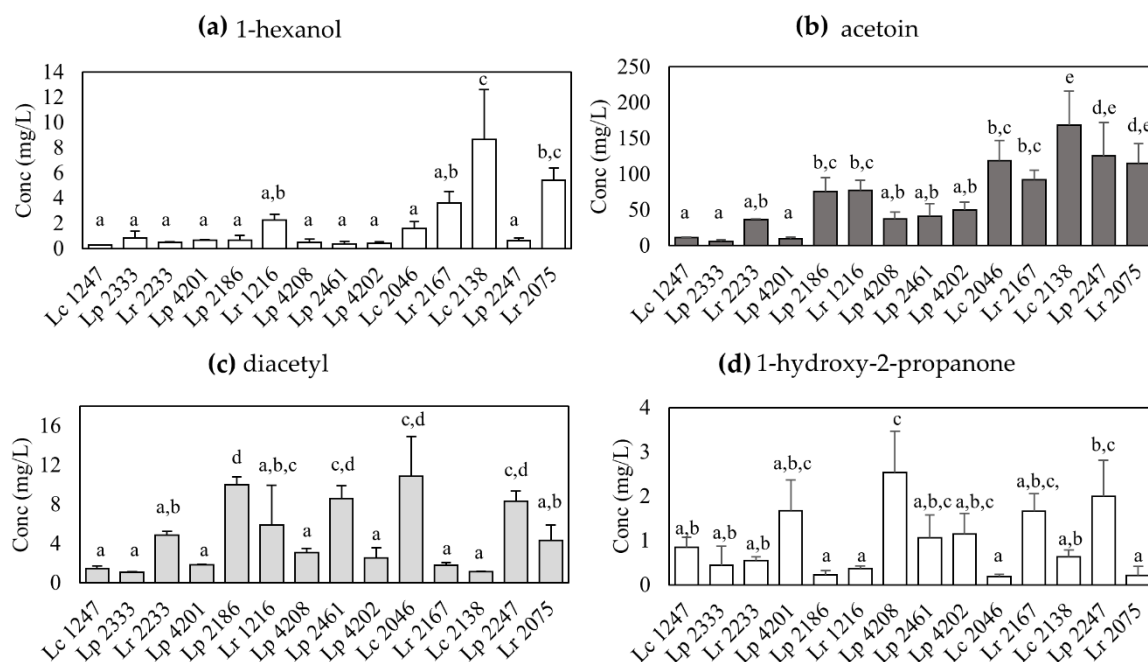 (a) 1-hexanol
Conc (mg/L)
14
12
10
8
6
4
2
0
a a a a a a,b a a a a a,b c a b,c
Lc 1247 Lp 2333 Lr 2233 Lp 4201 Lp 2186 Lr 1216 Lp 4208 Lp 2461 Lp 4202 Lc 2046 Lr 2167 Lc 2138 Lp 2247 Lr 2075
(b) acetoin
Conc (mg/L)
250
200
150
100
50
0
a a a,b a b,c b,c a,b a,b a,b b,c b,c e d,e d,e
Lc 1247 Lp 2333 Lr 2233 Lp 4201 Lp 2186 Lr 1216 Lp 4208 Lp 2461 Lp 4202 Lc 2046 Lr 2167 Lc 2138 Lp 2247 Lr 2075
(c) diacetyl
Conc (mg/L)
16
12
8
4
0
a a a,b a d a,b,c a c,d a c,d a a c,d a,b
Lc 1247 Lp 2333 Lr 2233 Lp 4201 Lp 2186 Lr 1216 Lp 4208 Lp 2461 Lp 4202 Lc 2046 Lr 2167 Lc 2138 Lp 2247 Lr 2075
(d) 1-hydroxy-2-propanone
Conc (mg/L)
4
3
2
1
0
a,b a,b a,b a,b,c a a c a,b,c a,b,c a a,b,c, a,b b,c a
Lc 1247 Lp 2333 Lr 2233 Lp 4201 Lp 2186 Lr 1216 Lp 4208 Lp 2461 Lp 4202 Lc 2046 Lr 2167 Lc 2138 Lp 2247 Lr 2075